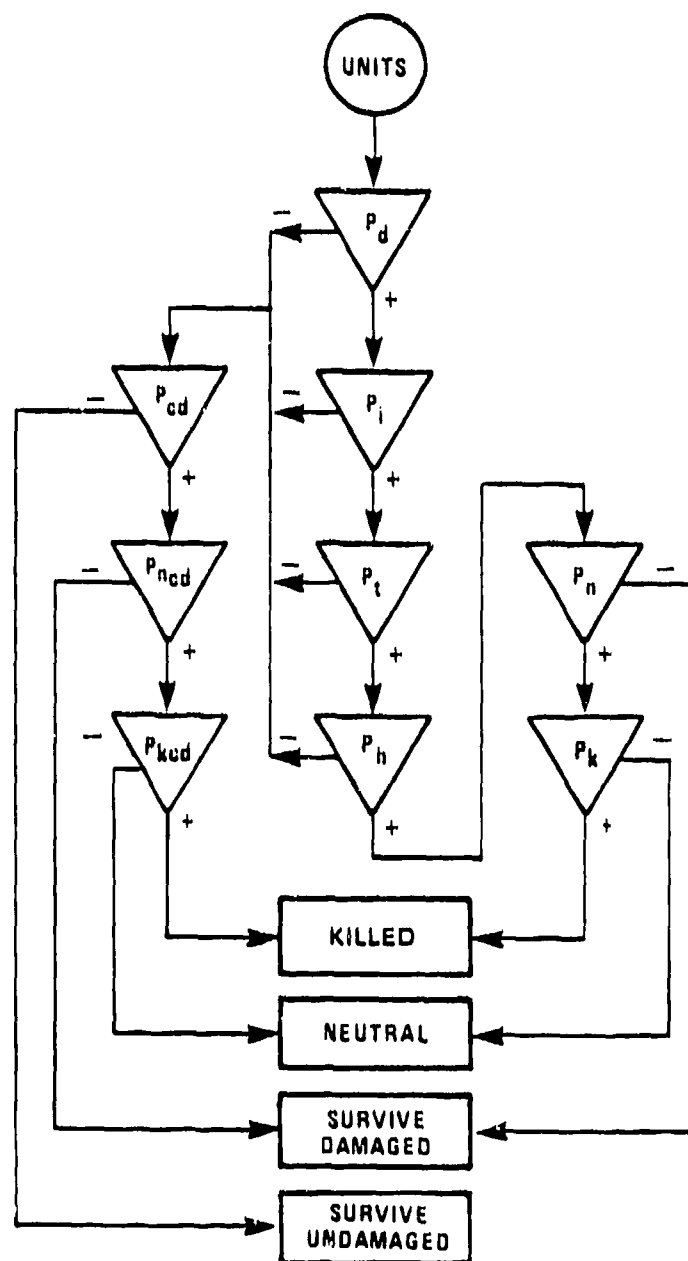 UNITS
P_d
−
+
P_cd
−
+
P_i
−
+
P_ncd
−
+
P_t
−
+
P_n
−
+
P_kcd
−
+
P_h
−
+
P_k
−
+
KILLED
NEUTRAL
SURVIVE
DAMAGED
SURVIVE
UNDAMAGED